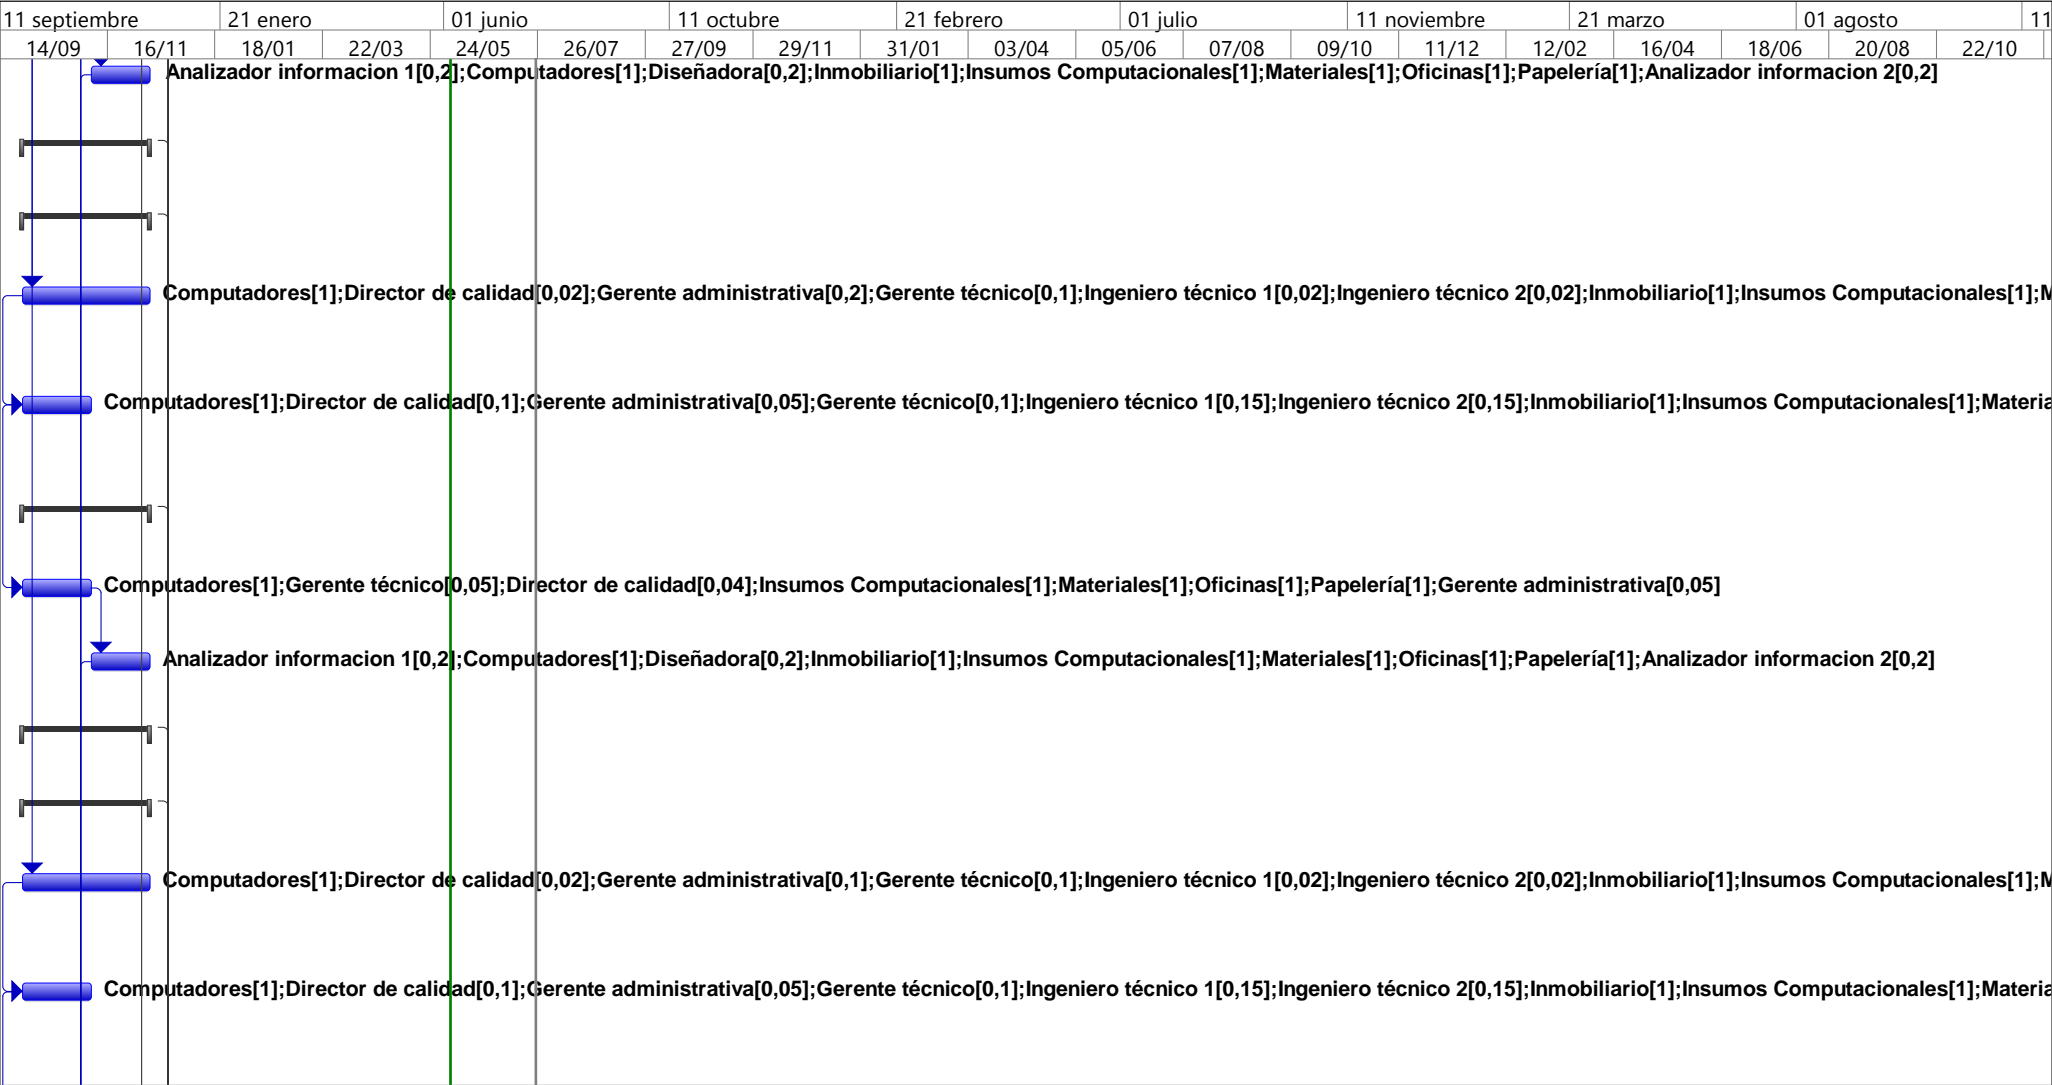 11 septiembre 21 enero 01 junio 11 octubre 21 febrero 01 julio 11 noviembre 21 marzo 01 agosto 11
14/09 16/11 18/01 22/03 24/05 26/07 27/09 29/11 31/01 03/04 05/06 07/08 09/10 11/12 12/02 16/04 18/06 20/08 22/10
Analizador informacion 1[0,2];Computadores[1];Diseñadora[0,2];Inmobiliario[1];Insumos Computacionales[1];Materiales[1];Oficinas[1];Papelería[1];Analizador informacion 2[0,2]
Computadores[1];Director de calidad[0,02];Gerente administrativa[0,2];Gerente técnico[0,1];Ingeniero técnico 1[0,02];Ingeniero técnico 2[0,02];Inmobiliario[1];Insumos Computacionales[1];M
Computadores[1];Director de calidad[0,1];Gerente administrativa[0,05];Gerente técnico[0,1];Ingeniero técnico 1[0,15];Ingeniero técnico 2[0,15];Inmobiliario[1];Insumos Computacionales[1];Materia
Computadores[1];Gerente técnico[0,05];Director de calidad[0,04];Insumos Computacionales[1];Materiales[1];Oficinas[1];Papelería[1];Gerente administrativa[0,05]
Analizador informacion 1[0,2];Computadores[1];Diseñadora[0,2];Inmobiliario[1];Insumos Computacionales[1];Materiales[1];Oficinas[1];Papelería[1];Analizador informacion 2[0,2]
Computadores[1];Director de calidad[0,02];Gerente administrativa[0,1];Gerente técnico[0,1];Ingeniero técnico 1[0,02];Ingeniero técnico 2[0,02];Inmobiliario[1];Insumos Computacionales[1];M
Computadores[1];Director de calidad[0,1];Gerente administrativa[0,05];Gerente técnico[0,1];Ingeniero técnico 1[0,15];Ingeniero técnico 2[0,15];Inmobiliario[1];Insumos Computacionales[1];Materia